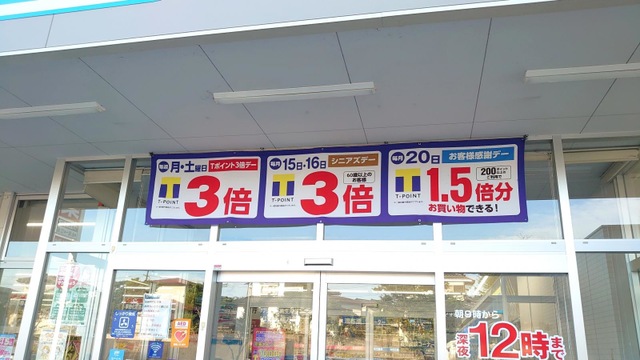 毎週 月・土曜日 Tポイント3倍デー
T T-POINT
3倍
毎月 15日・16日 シニアズデー
60歳以上のお客様
T T-POINT
3倍
毎月 20日 お客様感謝デー
T T-POINT
200
1.5倍分
お買い物できる！
朝9時から
深夜12時まで